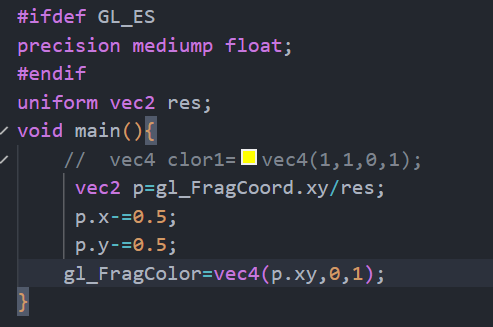 #ifdef GL_ES
precision mediump float;
#endif
uniform vec2 res;
void main(){
//  vec4 clor1= vec4(1,1,0,1);
vec2 p=gl_FragCoord.xy/res;
p.x-=0.5;
p.y-=0.5;
gl_FragColor=vec4(p.xy,0,1);
}